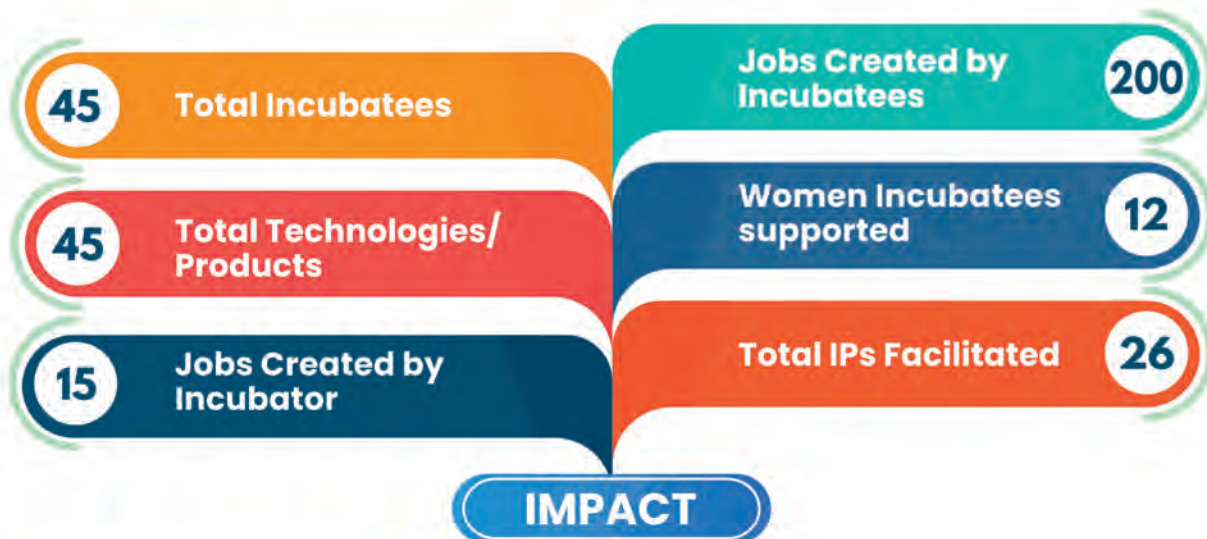 45
Total Incubatees
45
Total Technologies/
Products
15
Jobs Created by
Incubator
Jobs Created by
Incubatees
200
Women Incubatees
supported
12
Total IPs Facilitated
26
IMPACT